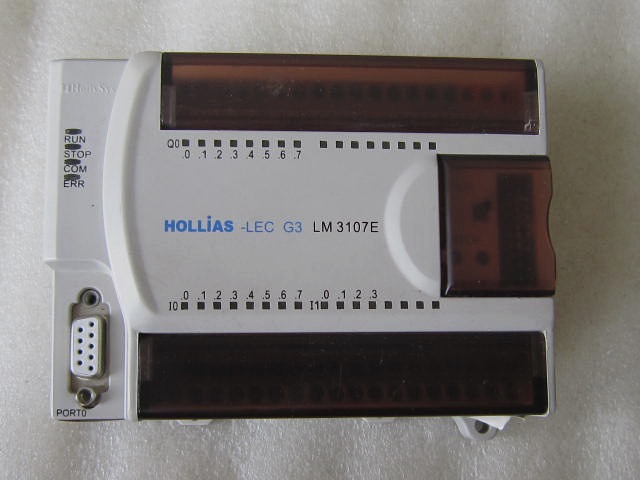 HollySys
RUN
STOP
COM
ERR
Q0
.0 .1 .2 .3 .4 .5 .6 .7
HOLLiAS -LEC G3 LM 3107E
.0 .1 .2 .3 .4 .5 .6 .7 .0 .1 .2 .3
I0 I1
PORT0